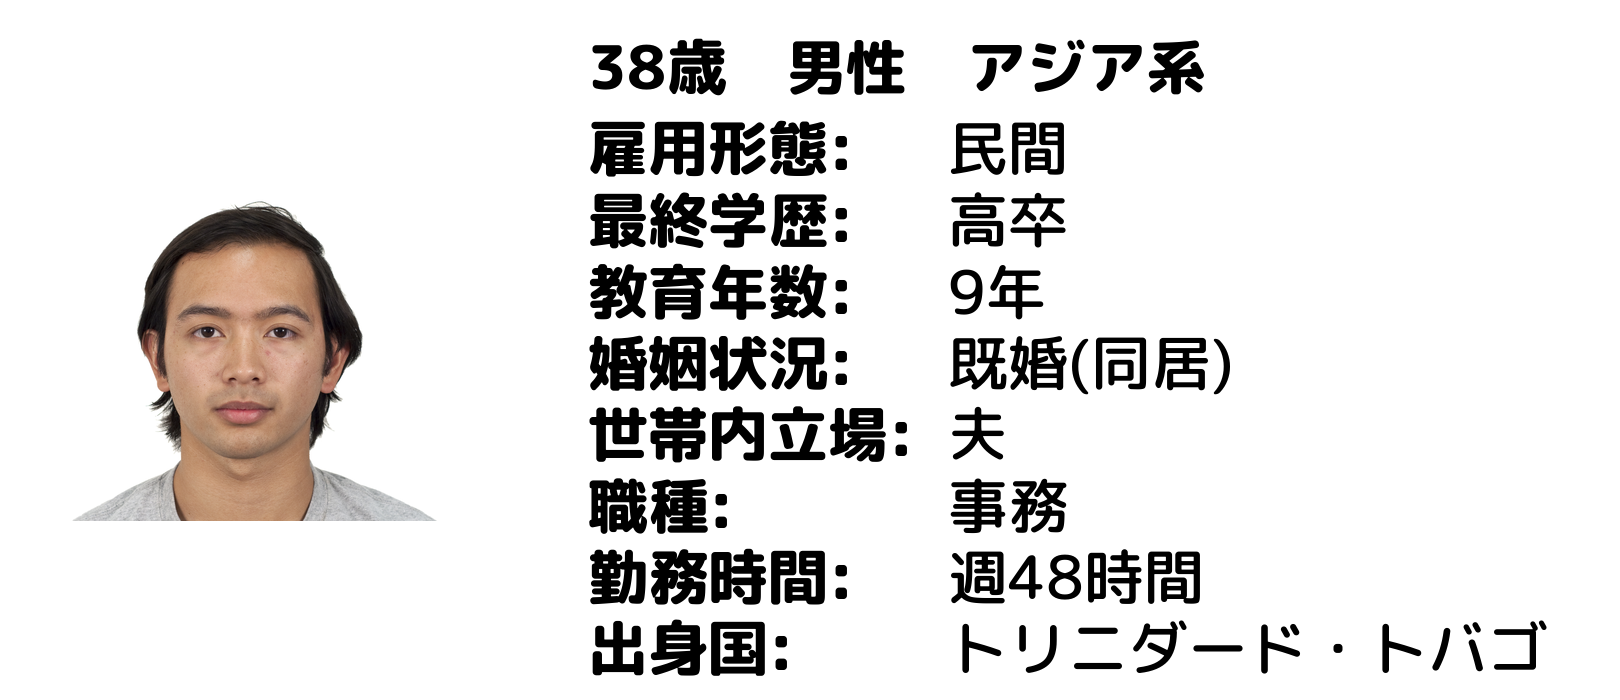 38歳　男性　アジア系
雇用形態:　民間
最終学歴:　高卒
教育年数:　9年
婚姻状況:　既婚(同居)
世帯内立場:　夫
職種:　事務
勤務時間:　週48時間
出身国:　トリニダード・トバゴ